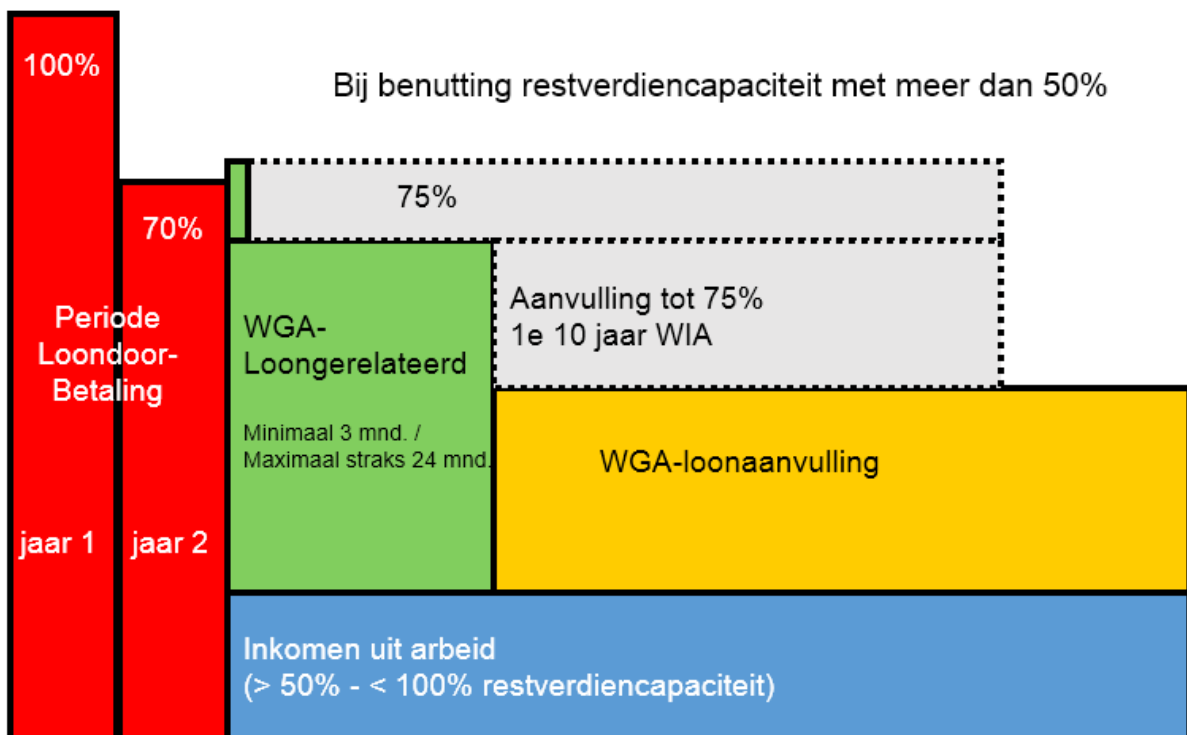 100%
Bij benutting restverdiencapaciteit met meer dan 50%
75%
70%
Periode
Loondoor-
Betaling
WGA-
Loongerelateerd
Minimaal 3 mnd. /
Maximaal straks 24 mnd.
Aanvulling tot 75%
1e 10 jaar WIA
WGA-loonaanvulling
jaar 1
jaar 2
Inkomen uit arbeid
(> 50% - < 100% restverdiencapaciteit)